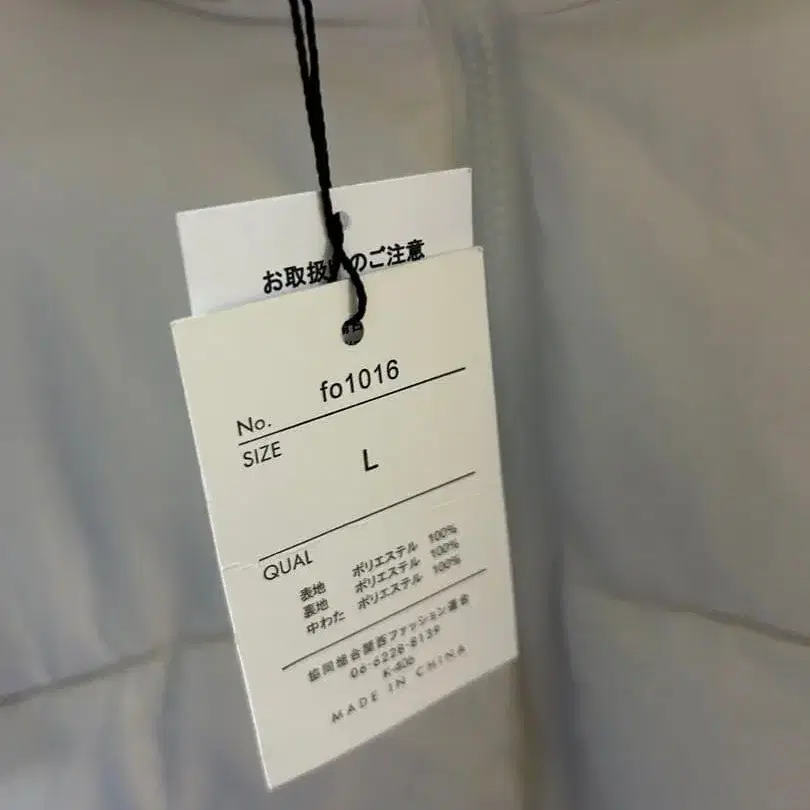 お取扱いのご注意
No. fo1016
SIZE L
QUAL
表地 ポリエステル 100%
裏地 ポリエステル 100%
中わた ポリエステル 100%
協同組合関西ファッション連合
06-6228-8139
K-406
MADE IN CHINA